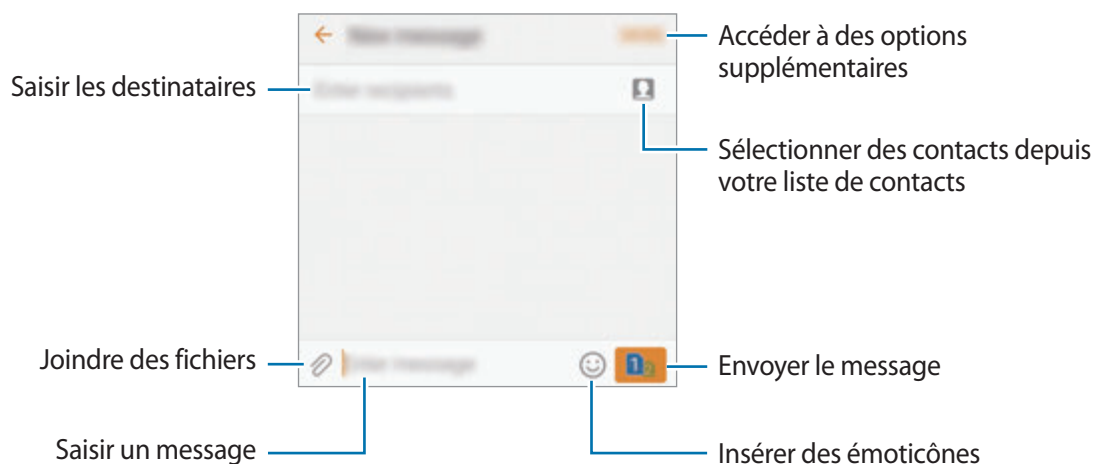 Accéder à des options
supplémentaires
Saisir les destinataires
Sélectionner des contacts depuis
votre liste de contacts
Joindre des fichiers
1
Envoyer le message
Saisir un message
Insérer des émoticônes